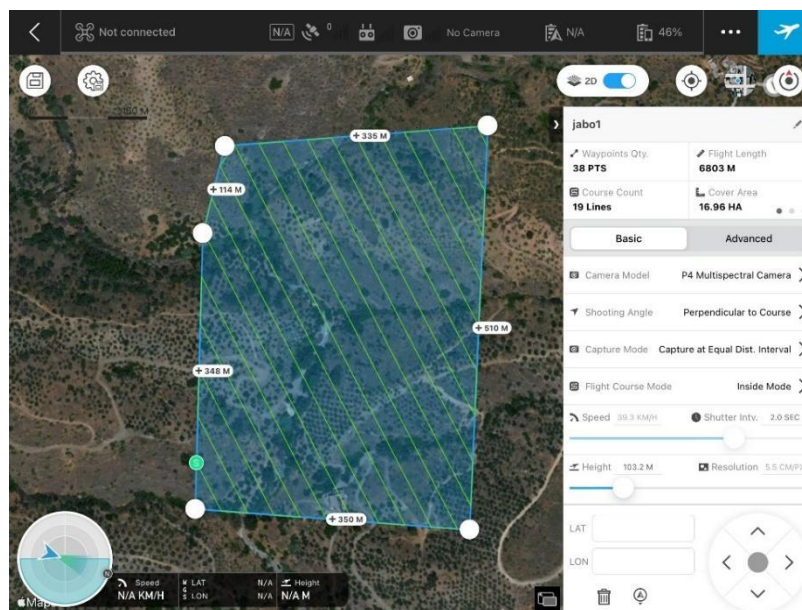 Not connected
N/A
0
No Camera
N/A
46%
2D
+ 335 M
+ 114 M
+ 510 M
+ 348 M
+ 350 M
S
jabo1
Waypoints Qty.
38 PTS
Flight Length
6803 M
Course Count
19 Lines
Cover Area
16.96 HA
Basic
Advanced
Camera Model
P4 Multispectral Camera
Shooting Angle
Perpendicular to Course
Capture Mode
Capture at Equal Dist. Interval
Flight Course Mode
Inside Mode
Speed 39.3 KM/H
Shutter Intv. 2.0 SEC
Height 103.2 M
Resolution 5.5 CM/PX
LAT
LON
N
Speed
N/A KM/H
W
G
S
LAT N/A
LON N/A
Height
N/A M
Maps